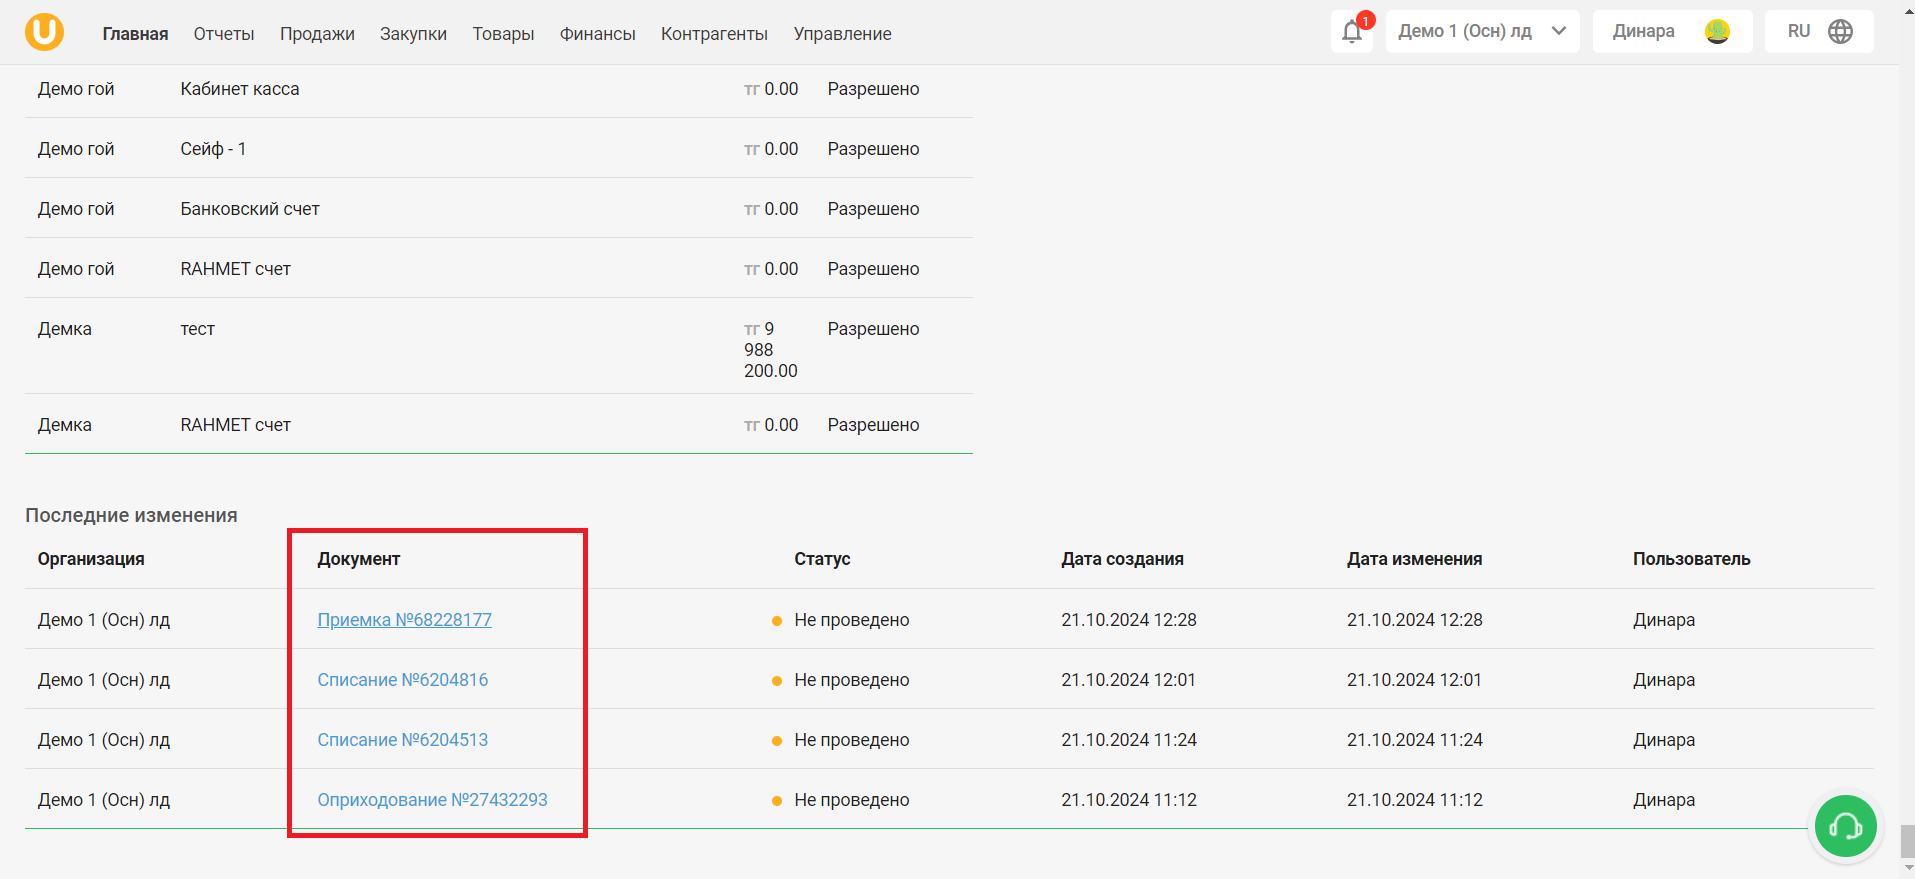 U Главная Отчеты Продажи Закупки Товары Финансы Контрагенты Управление 1 Демо 1 (Осн) лд Динара RU
Демо гой Кабинет касса тг 0.00 Разрешено
Демо гой Сейф - 1 тг 0.00 Разрешено
Демо гой Банковский счет тг 0.00 Разрешено
Демо гой RAHMET счет тг 0.00 Разрешено
Демка тест тг 9 Разрешено
988
200.00
Демка RAHMET счет тг 0.00 Разрешено
Последние изменения
Организация Документ Статус Дата создания Дата изменения Пользователь
Демо 1 (Осн) лд Приемка №68228177 Не проведено 21.10.2024 12:28 21.10.2024 12:28 Динара
Демо 1 (Осн) лд Списание №6204816 Не проведено 21.10.2024 12:01 21.10.2024 12:01 Динара
Демо 1 (Осн) лд Списание №6204513 Не проведено 21.10.2024 11:24 21.10.2024 11:24 Динара
Демо 1 (Осн) лд Оприходование №27432293 Не проведено 21.10.2024 11:12 21.10.2024 11:12 Динара